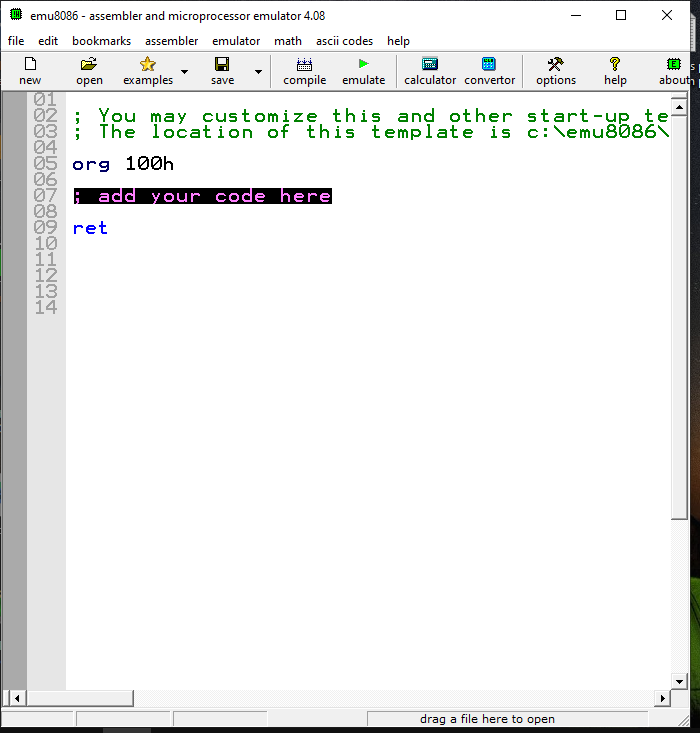 emu8086 - assembler and microprocessor emulator 4.08
file edit bookmarks assembler emulator math ascii codes help
new open examples save compile emulate calculator convertor options help about
01
02 ; You may customize this and other start-up te
03 ; The location of this template is c:\emu8086\
04
05 org 100h
06
07 ; add your code here
08
09 ret
10
11
12
13
14
drag a file here to open